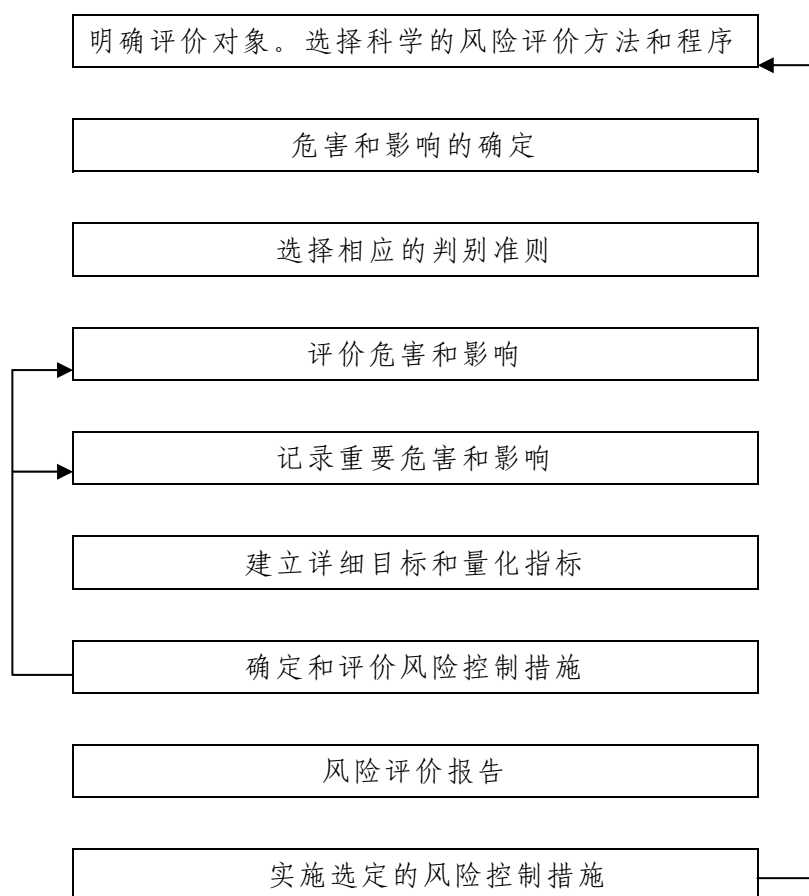 明确评价对象。选择科学的风险评价方法和程序
危害和影响的确定
选择相应的判别准则
评价危害和影响
记录重要危害和影响
建立详细目标和量化指标
确定和评价风险控制措施
风险评价报告
实施选定的风险控制措施